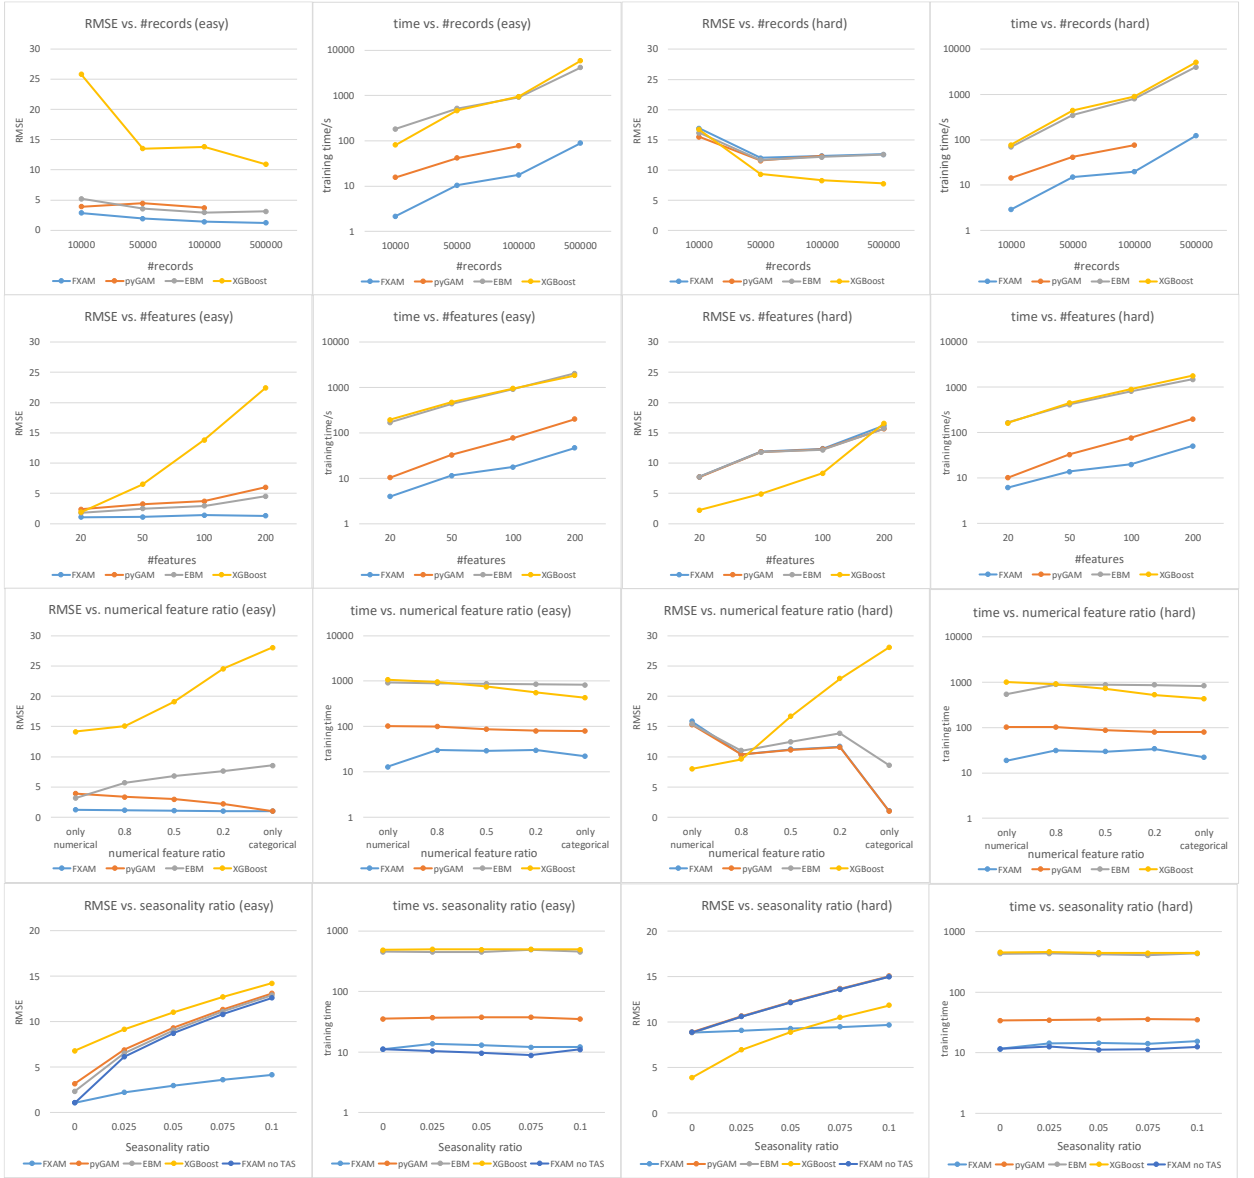 RMSE vs. #records (easy)
30
25
20
15
10
5
0
RMSE
10000 50000 100000 500000
#records
FXAM pyGAM EBM XGBoost
time vs. #records (easy)
10000
1000
100
10
1
training time/s
10000 50000 100000 500000
#records
FXAM pyGAM EBM XGBoost
RMSE vs. #records (hard)
30
25
20
15
10
5
0
RMSE
10000 50000 100000 500000
#records
FXAM pyGAM EBM XGBoost
time vs. #records (hard)
10000
1000
100
10
1
training time/s
10000 50000 100000 500000
#records
FXAM pyGAM EBM XGBoost
RMSE vs. #features (easy)
30
25
20
15
10
5
0
RMSE
20 50 100 200
#features
FXAM pyGAM EBM XGBoost
time vs. #features (easy)
10000
1000
100
10
1
training time/s
20 50 100 200
#features
FXAM pyGAM EBM XGBoost
RMSE vs. #features (hard)
30
25
20
15
10
5
0
RMSE
20 50 100 200
#features
FXAM pyGAM EBM XGBoost
time vs. #features (hard)
10000
1000
100
10
1
training time/s
20 50 100 200
#features
FXAM pyGAM EBM XGBoost
RMSE vs. numerical feature ratio (easy)
30
25
20
15
10
5
0
RMSE
only numerical 0.8 0.5 0.2 only categorical
numerical feature ratio
FXAM pyGAM EBM XGBoost
time vs. numerical feature ratio (easy)
10000
1000
100
10
1
training time
only numerical 0.8 0.5 0.2 only categorical
numerical feature ratio
FXAM pyGAM EBM XGBoost
RMSE vs. numerical feature ratio (hard)
30
25
20
15
10
5
0
RMSE
only numerical 0.8 0.5 0.2 only categorical
numerical feature ratio
FXAM pyGAM EBM XGBoost
time vs. numerical feature ratio (hard)
10000
1000
100
10
1
training time
only numerical 0.8 0.5 0.2 only categorical
numerical feature ratio
FXAM pyGAM EBM XGBoost
RMSE vs. seasonality ratio (easy)
20
15
10
5
0
RMSE
0 0.025 0.05 0.075 0.1
Seasonality ratio
FXAM pyGAM EBM XGBoost FXAM no TAS
time vs. seasonality ratio (easy)
1000
100
10
1
training time
0 0.025 0.05 0.075 0.1
Seasonality ratio
FXAM pyGAM EBM XGBoost FXAM no TAS
RMSE vs. seasonality ratio (hard)
20
15
10
5
0
RMSE
0 0.025 0.05 0.075 0.1
Seasonality ratio
FXAM pyGAM EBM XGBoost FXAM no TAS
time vs. seasonality ratio (hard)
1000
100
10
1
training time
0 0.025 0.05 0.075 0.1
Seasonality ratio
FXAM pyGAM EBM XGBoost FXAM no TAS